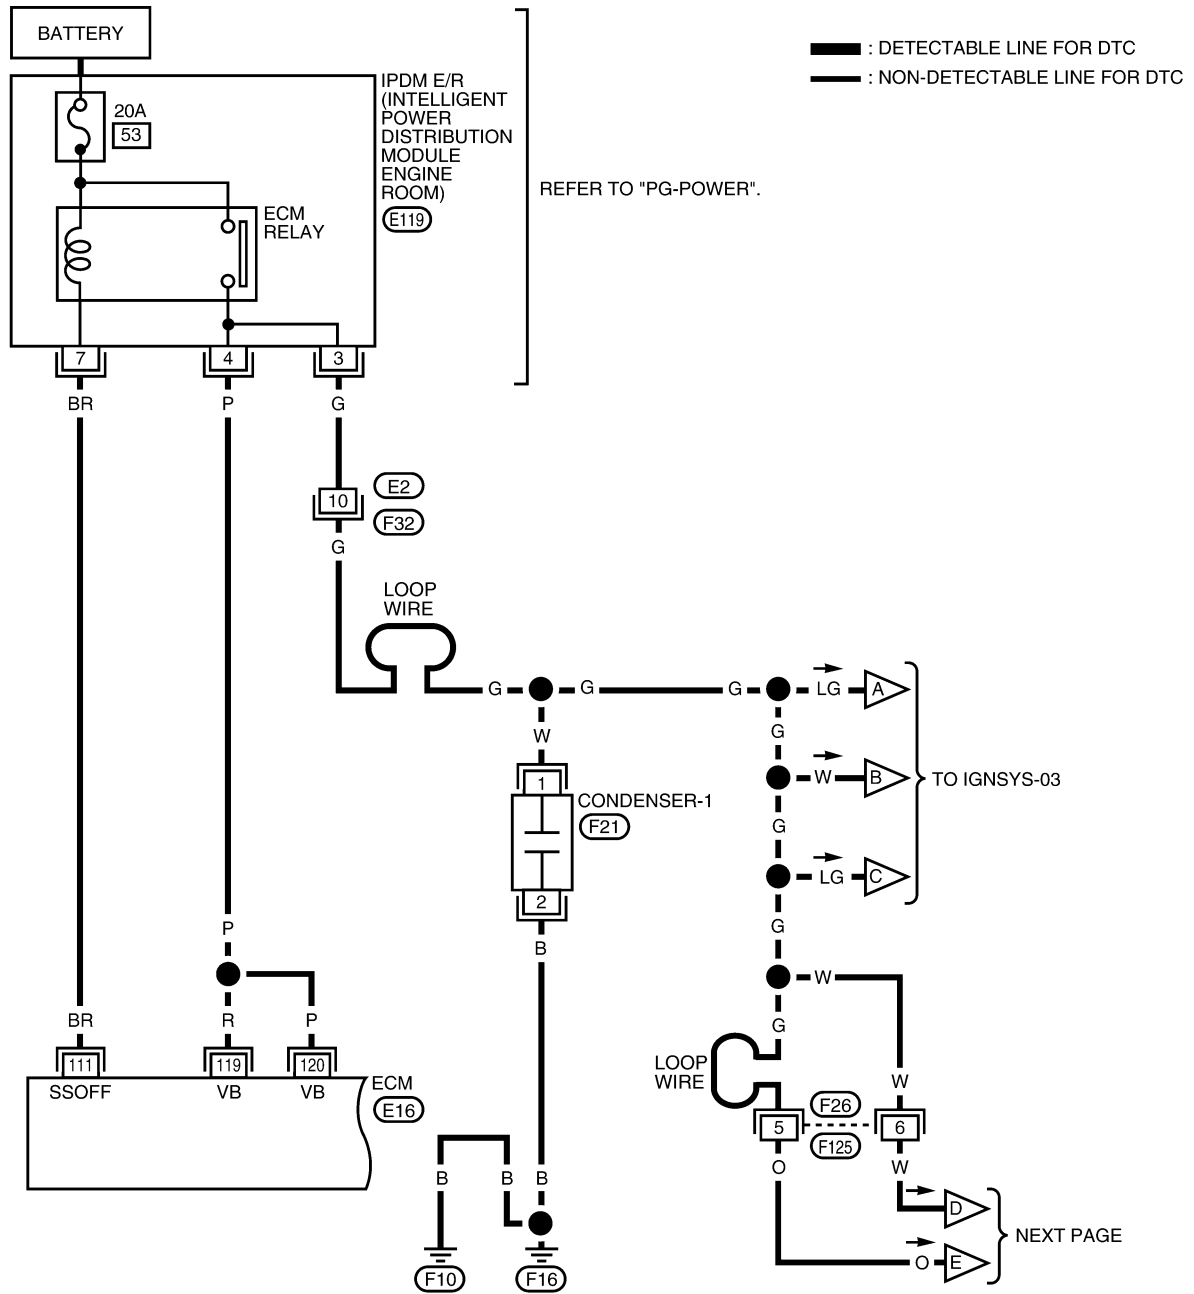 BATTERY
: DETECTABLE LINE FOR DTC
: NON-DETECTABLE LINE FOR DTC
20A
53
IPDM E/R
(INTELLIGENT
POWER
DISTRIBUTION
MODULE
ENGINE
ROOM)
E119
REFER TO "PG-POWER".
ECM
RELAY
7
4
3
BR
P
G
10
E2
F32
G
LOOP
WIRE
G
G
G
LG
A
W
G
W
B
TO IGNSYS-03
1
CONDENSER-1
F21
G
LG
C
2
P
B
G
W
BR
R
P
G
111
119
120
SSOFF
VB
VB
ECM
E16
LOOP
WIRE
W
F26
5
6
F125
B
B
B
O
W
D
NEXT PAGE
O
E
F10
F16